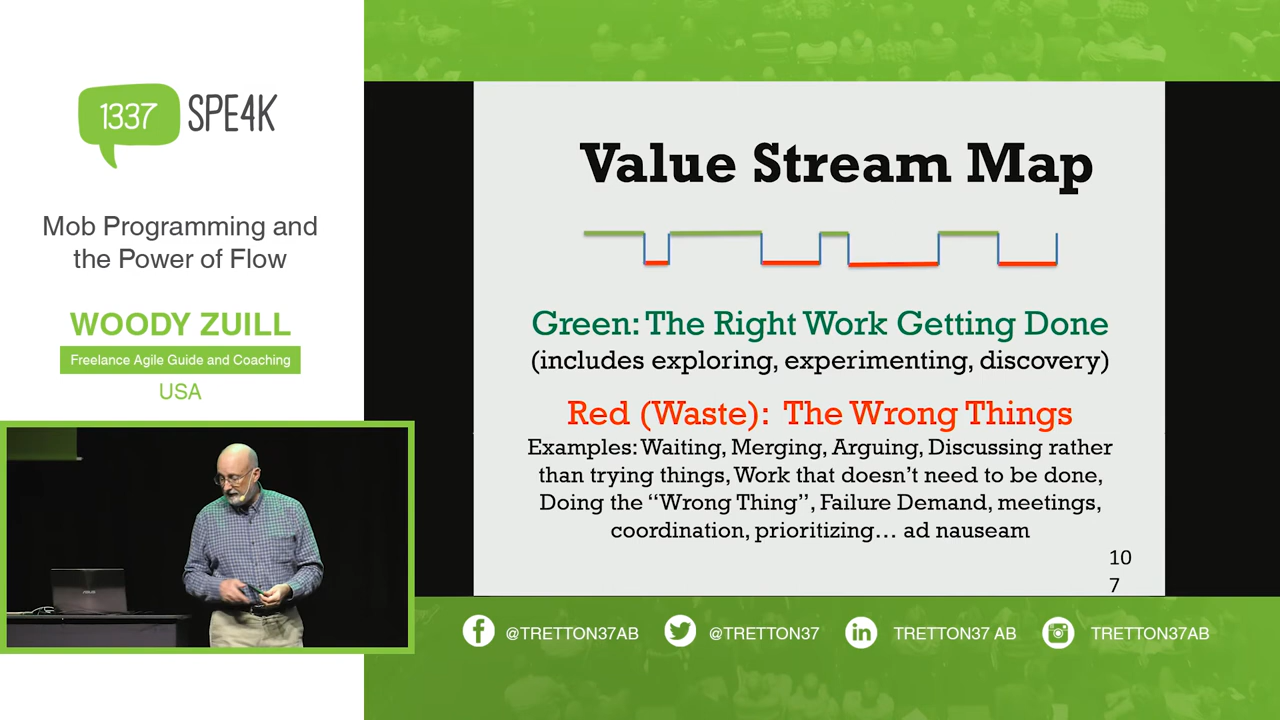 1337
SPE4K
Mob Programming and
the Power of Flow
WOODY ZUILL
Freelance Agile Guide and Coaching
USA
ASUS
Value Stream Map
Green: The Right Work Getting Done
(includes exploring, experimenting, discovery)
Red (Waste): The Wrong Things
Examples: Waiting, Merging, Arguing, Discussing rather
than trying things, Work that doesn’t need to be done,
Doing the “Wrong Thing”, Failure Demand, meetings,
coordination, prioritizing… ad nauseam
10
7
@TRETTON37AB
@TRETTON37
TRETTON37 AB
TRETTON37AB